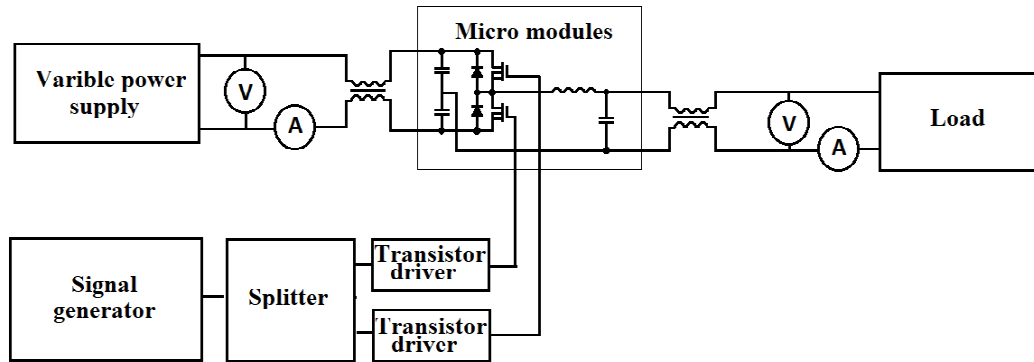 Micro modules
Varible power
supply
V
A
V
A
Load
Signal
generator
Splitter
Transistor
driver
Transistor
driver